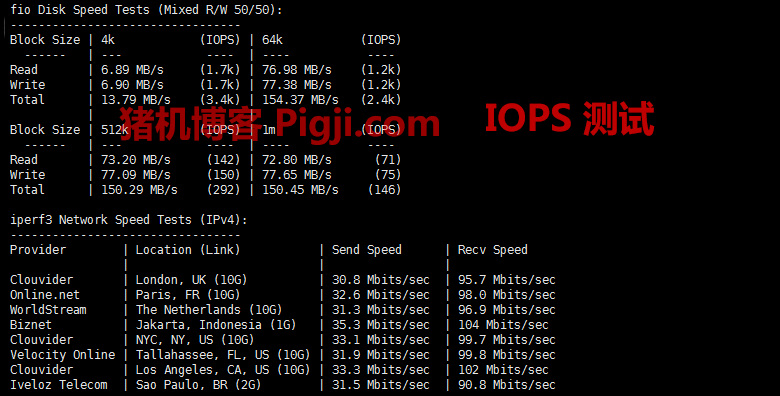 fio Disk Speed Tests (Mixed R/W 50/50):
---------------------------------
Block Size | 4k            (IOPS) | 64k           (IOPS)
  ------   | ---            ----  | ----           ----
Read       | 6.89 MB/s     (1.7k) | 76.98 MB/s    (1.2k)
Write      | 6.90 MB/s     (1.7k) | 77.38 MB/s    (1.2k)
Total      | 13.79 MB/s    (3.4k) | 154.37 MB/s   (2.4k)
           |                      |
猪机博客-Pigji.com IOPS 测试
Block Size | 512k          (IOPS) | 1m            (IOPS)
  ------   | ---            ----  | ----           ----
Read       | 73.20 MB/s     (142) | 72.80 MB/s      (71)
Write      | 77.09 MB/s     (150) | 77.65 MB/s      (75)
Total      | 150.29 MB/s    (292) | 150.45 MB/s    (146)
iperf3 Network Speed Tests (IPv4):
---------------------------------
Provider        | Location (Link)           | Send Speed      | Recv Speed
                |                           |                 |
Clouvider       | London, UK (10G)          | 30.8 Mbits/sec  | 95.7 Mbits/sec
Online.net      | Paris, FR (10G)           | 32.6 Mbits/sec  | 98.0 Mbits/sec
WorldStream     | The Netherlands (10G)     | 31.3 Mbits/sec  | 96.9 Mbits/sec
Biznet          | Jakarta, Indonesia (1G)   | 35.3 Mbits/sec  | 104 Mbits/sec
Clouvider       | NYC, NY, US (10G)         | 33.1 Mbits/sec  | 99.7 Mbits/sec
Velocity Online | Tallahassee, FL, US (10G) | 31.9 Mbits/sec  | 99.8 Mbits/sec
Clouvider       | Los Angeles, CA, US (10G) | 33.3 Mbits/sec  | 102 Mbits/sec
Iveloz Telecom  | Sao Paulo, BR (2G)        | 31.5 Mbits/sec  | 90.8 Mbits/sec